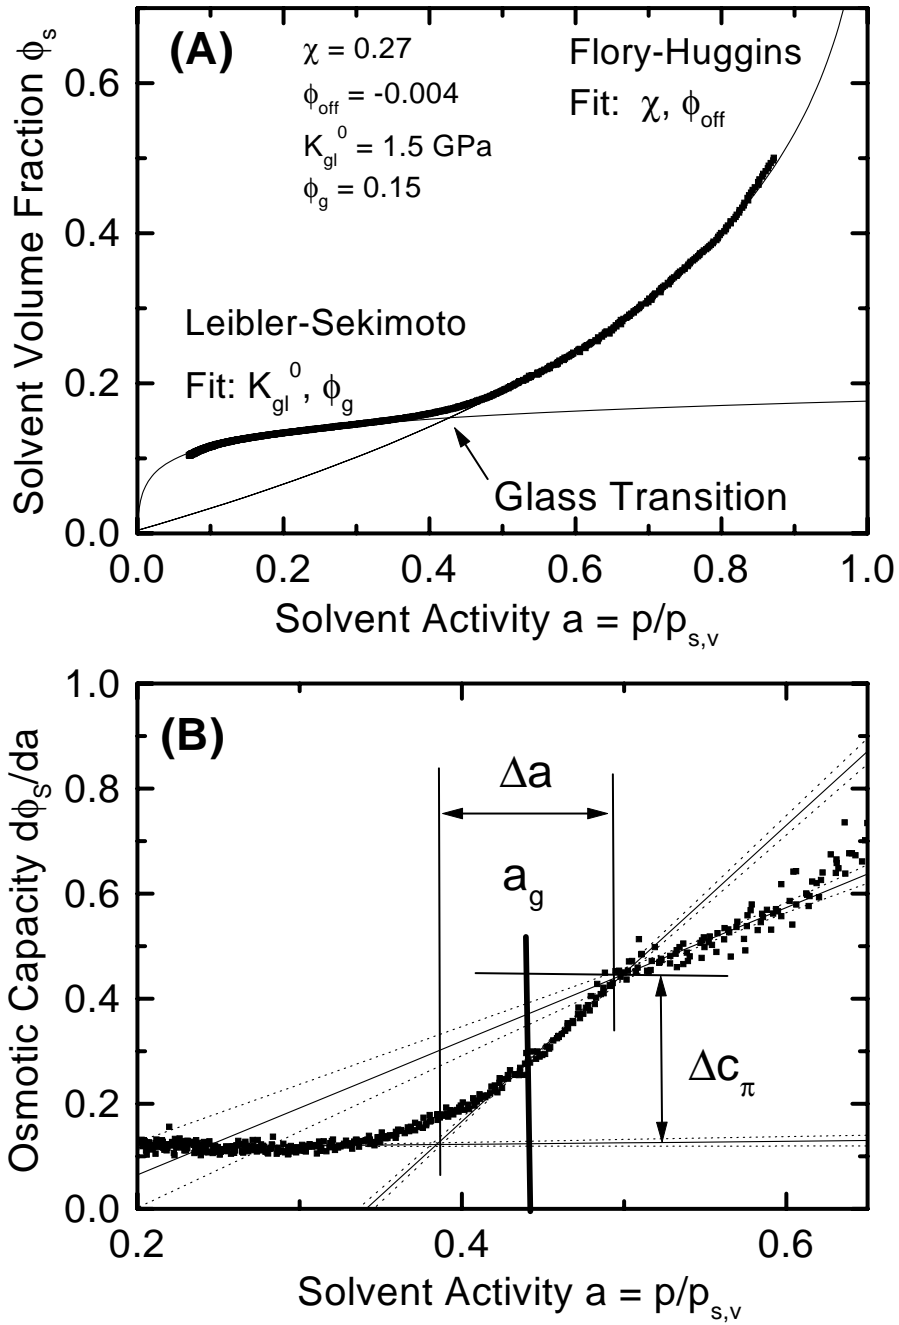 (A)
χ = 0.27
ϕoff = -0.004
Kgl0 = 1.5 GPa
ϕg = 0.15
Flory-Huggins
Fit: χ, ϕoff
Leibler-Sekimoto
Fit: Kgl0, ϕg
Glass Transition
Solvent Volume Fraction ϕs
0.6
0.4
0.2
0.0
0.0 0.2 0.4 0.6 0.8 1.0
Solvent Activity a = p/ps,v
(B)
Δa
ag
Δcπ
Osmotic Capacity dϕS/da
1.0
0.8
0.6
0.4
0.2
0.0
0.2 0.4 0.6
Solvent Activity a = p/ps,v